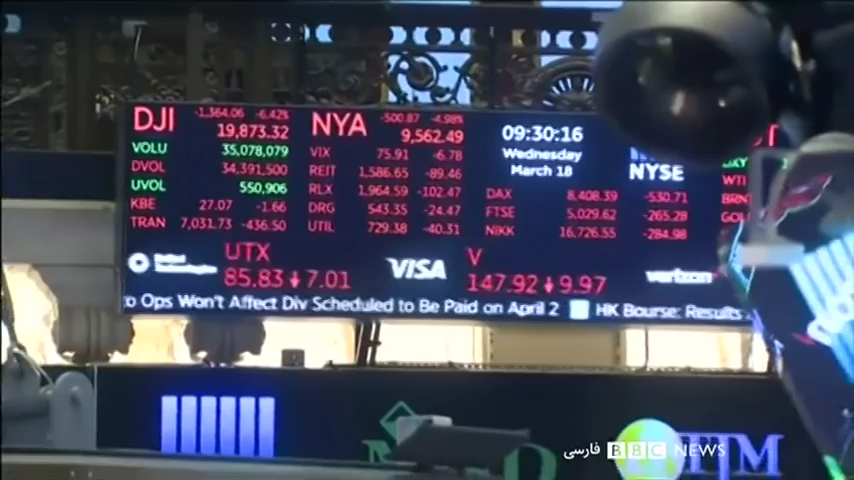 DJI -1,364.06 -6.42%
19,873.32
VOLU 35,078,079
DVOL 34,391,500
UVOL 550,906
KBE 27.07 -1.66
TRAN 7,031.73 -436.50
NYA -500.87 -4.98%
9,562.49
VIX 75.91 -6.78
REIT 1,586.65 -89.46
RLX 1,964.59 -102.47
DRG 543.35 -24.47
UTIL 729.38 -40.31
09:30:16
Wednesday
March 18
NYSE
DAX 8,408.39 -530.71
FTSE 5,029.62 -265.28
NIKK 16,726.55 -284.98
WTI
BRN
GOL
UTX
85.83 7.01
VISA
V
147.92 9.97
verizon
to Ops Won't Affect Div Scheduled to Be Paid on April 2 HK Bourse: Results
BBC NEWS فارسی